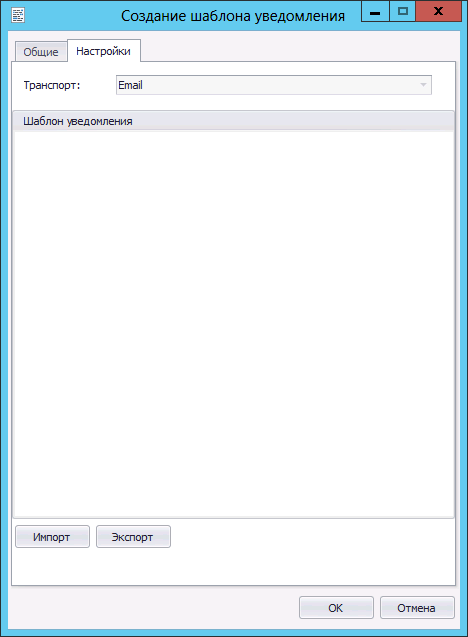 Создание шаблона уведомления
Общие Настройки
Транспорт: Email
Шаблон уведомления
Импорт Экспорт
OK Отмена